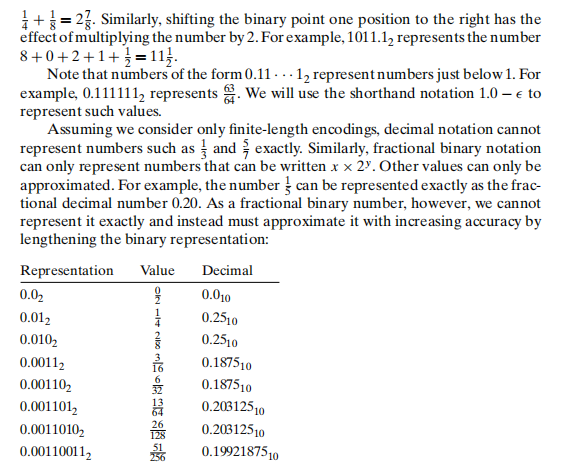 1/4 + 1/8 = 2 7/8. Similarly, shifting the binary point one position to the right has the
effect of multiplying the number by 2. For example, 1011.1₂ represents the number
8 + 0 + 2 + 1 + 1/2 = 11 1/2.
Note that numbers of the form 0.11 · · · 1₂ represent numbers just below 1. For
example, 0.111111₂ represents 63/64. We will use the shorthand notation 1.0 − ϵ to
represent such values.
Assuming we consider only finite-length encodings, decimal notation cannot
represent numbers such as 1/3 and 5/7 exactly. Similarly, fractional binary notation
can only represent numbers that can be written x × 2ʸ. Other values can only be
approximated. For example, the number 1/5 can be represented exactly as the frac-
tional decimal number 0.20. As a fractional binary number, however, we cannot
represent it exactly and instead must approximate it with increasing accuracy by
lengthening the binary representation:
Representation Value Decimal
0.0₂ 0/2 0.0₁₀
0.01₂ 1/4 0.25₁₀
0.010₂ 2/8 0.25₁₀
0.0011₂ 3/16 0.1875₁₀
0.00110₂ 6/32 0.1875₁₀
0.001101₂ 13/64 0.203125₁₀
0.0011010₂ 26/128 0.203125₁₀
0.00110011₂ 51/256 0.19921875₁₀